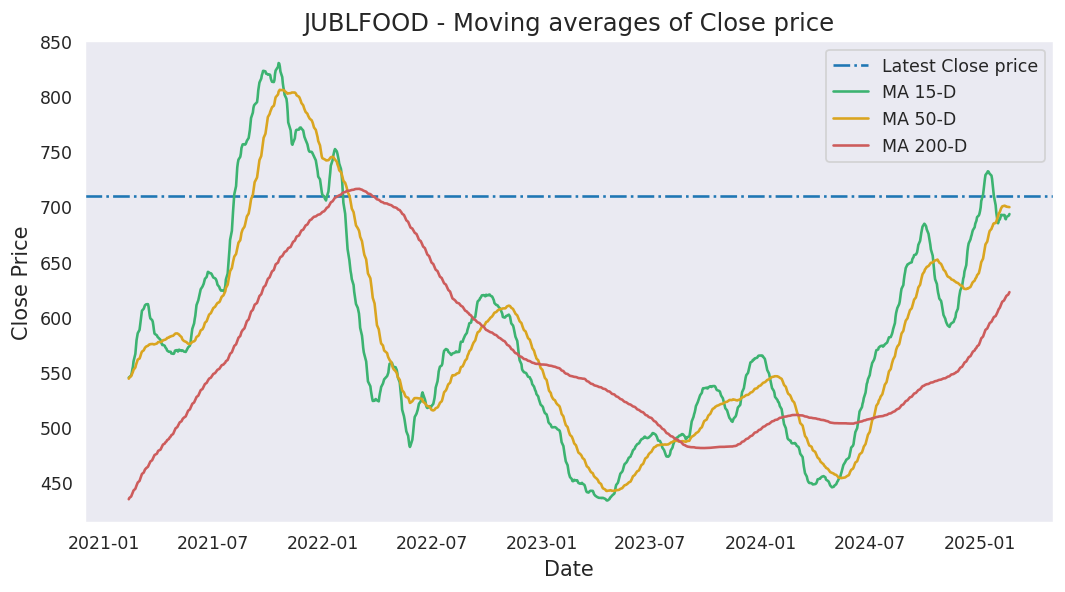 JUBLFOOD - Moving averages of Close price
850
800
750
700
650
600
550
500
450
Close Price
Latest Close price
MA 15-D
MA 50-D
MA 200-D
2021-01 2021-07 2022-01 2022-07 2023-01 2023-07 2024-01 2024-07 2025-01
Date